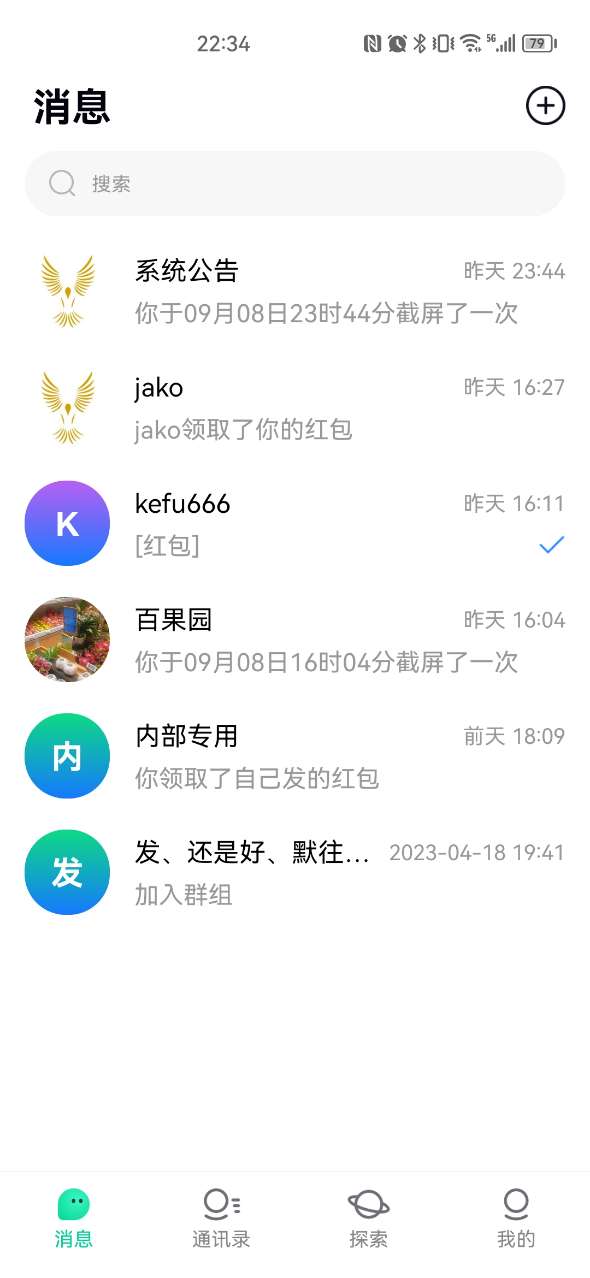 22:34
5G
79
消息
搜索
系统公告
昨天 23:44
你于09月08日23时44分截屏了一次
jako
昨天 16:27
jako领取了你的红包
K
kefu666
昨天 16:11
[红包]
百果园
昨天 16:04
你于09月08日16时04分截屏了一次
内
内部专用
前天 18:09
你领取了自己发的红包
发
发、还是好、默往...
2023-04-18 19:41
加入群组
消息
通讯录
探索
我的